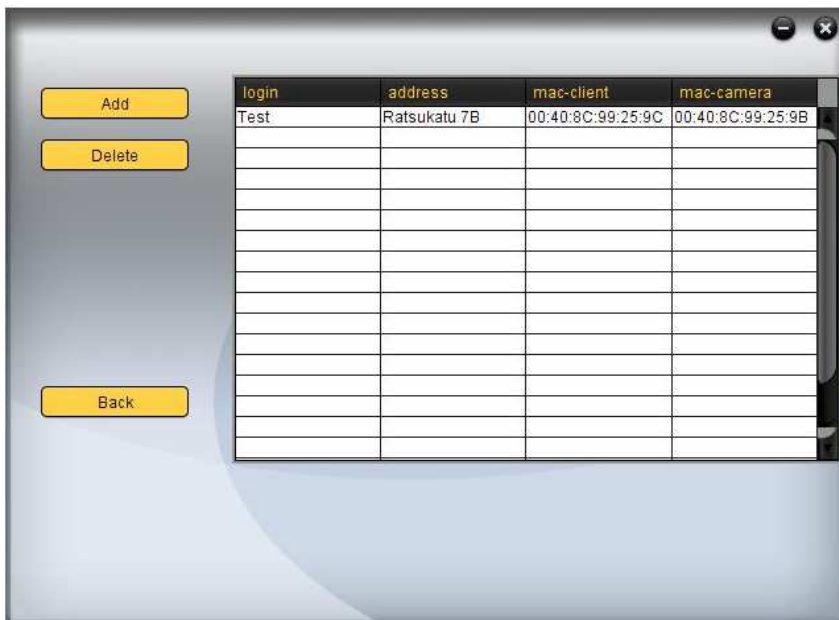 Add
Delete
Back
login address mac-client mac-camera
Test Ratsukatu 7B 00:40:8C:99:25:9C 00:40:8C:99:25:9B